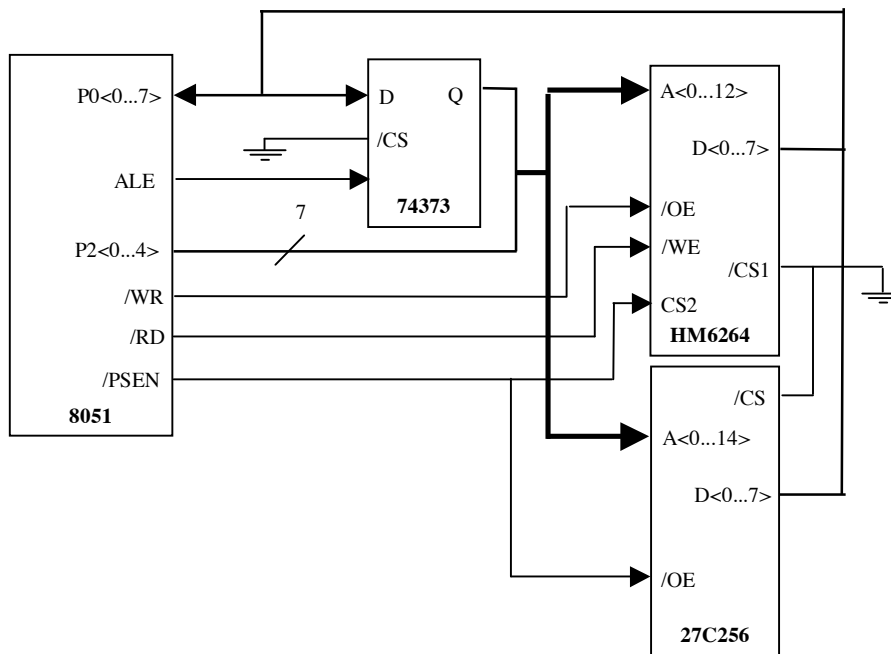 P0<0...7>
ALE
P2<0...4>
/WR
/RD
/PSEN
8051
D
Q
/CS
74373
7
A<0...12>
D<0...7>
/OE
/WE
/CS1
CS2
HM6264
/CS
A<0...14>
D<0...7>
/OE
27C256